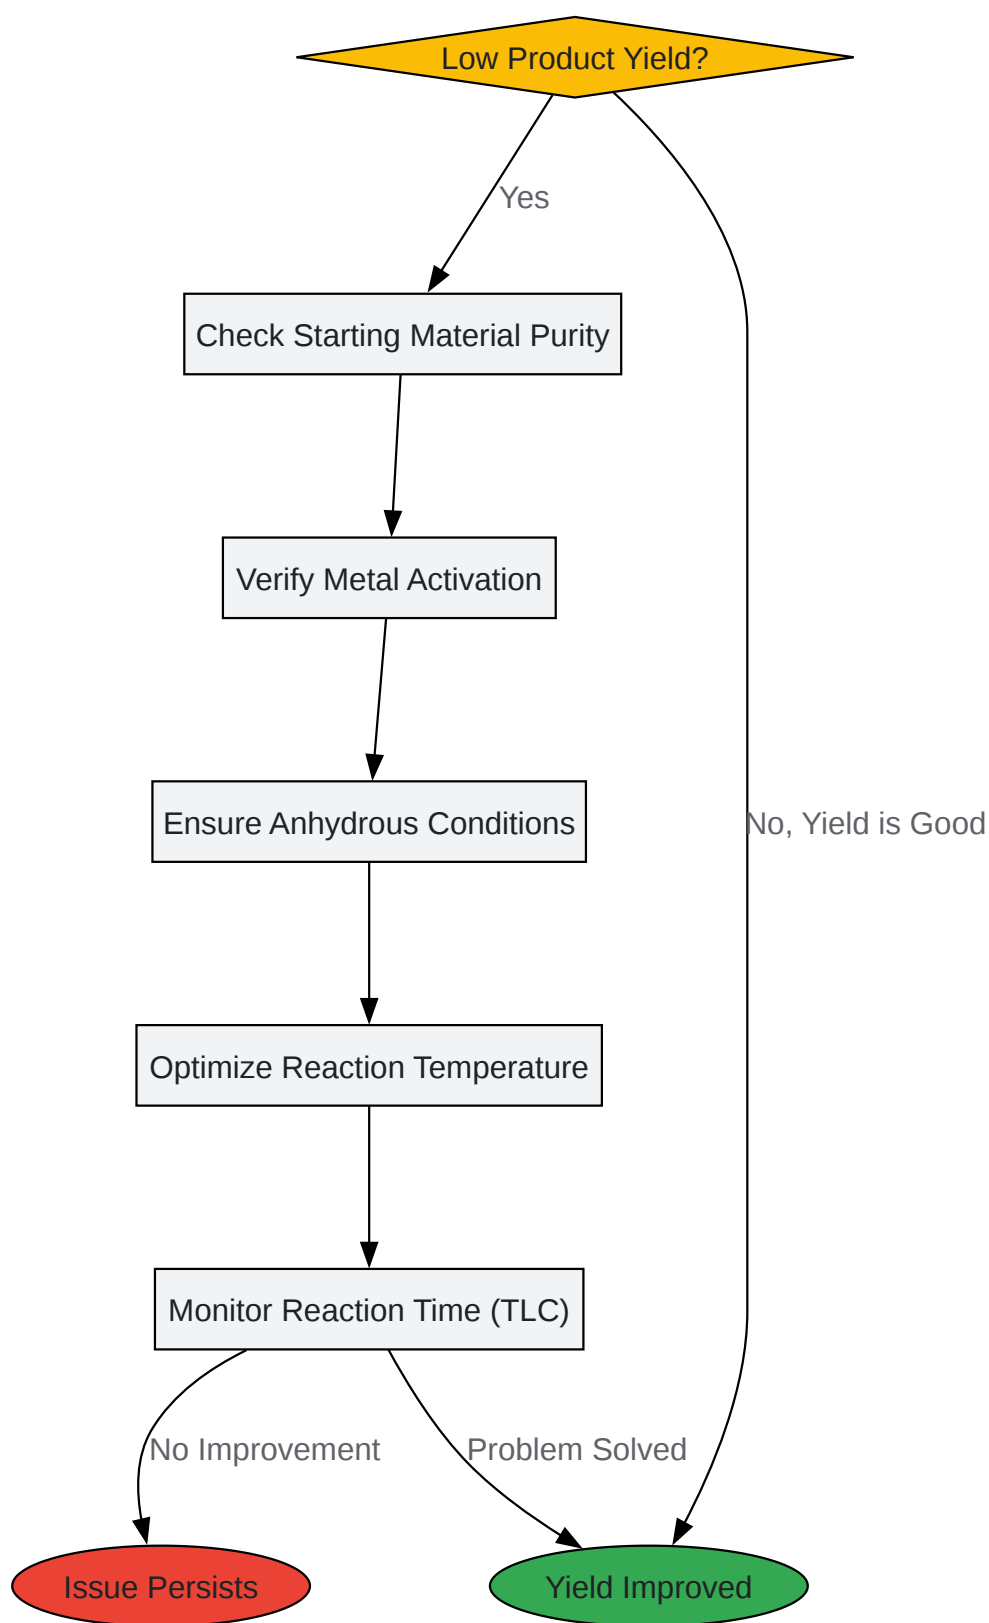 Low Product Yield?
Yes
Check Starting Material Purity
Verify Metal Activation
Ensure Anhydrous Conditions
No, Yield is Good
Optimize Reaction Temperature
Monitor Reaction Time (TLC)
No Improvement
Problem Solved
Issue Persists
Yield Improved